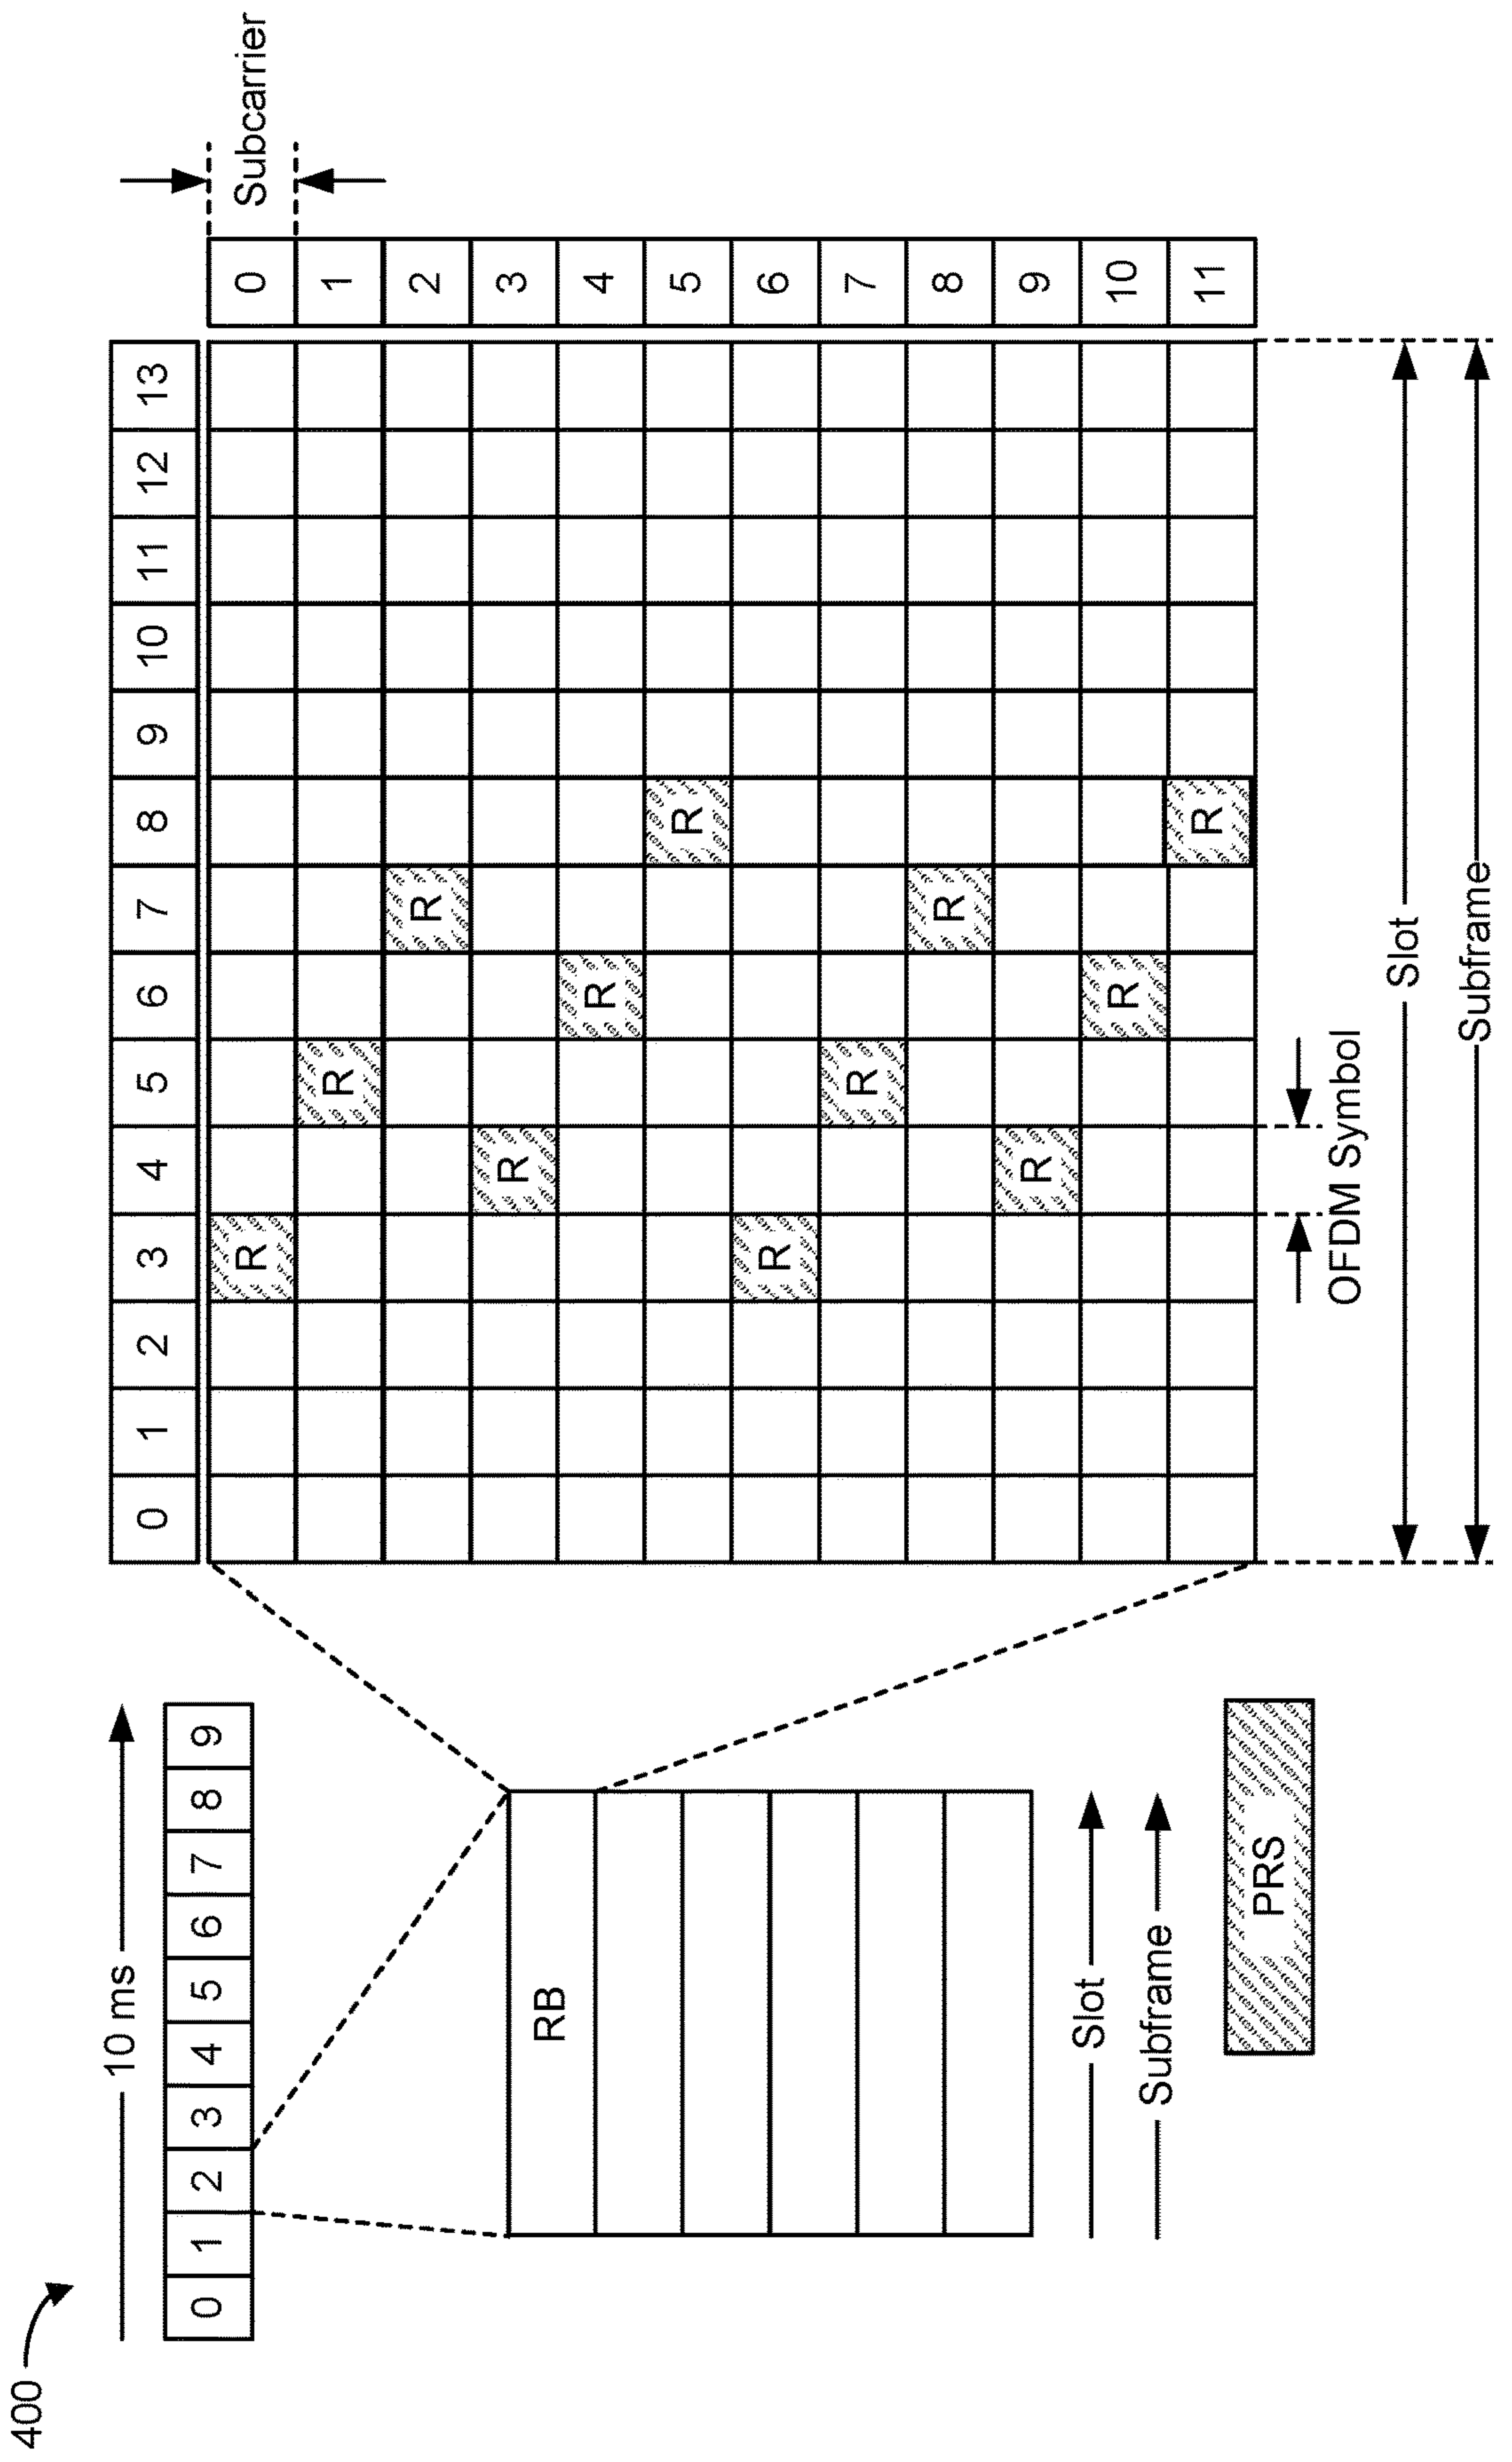 400
10 ms
0 1 2 3 4 5 6 7 8 9
RB
Slot
Subframe
PRS
0 1 2 3 4 5 6 7 8 9 10 11 12 13
Subcarrier
R 0
R 1
R 2
R 3
R 4
R 5
R 6
R 7
R 8
R 9
R 10
R 11
OFDM Symbol
Slot
Subframe